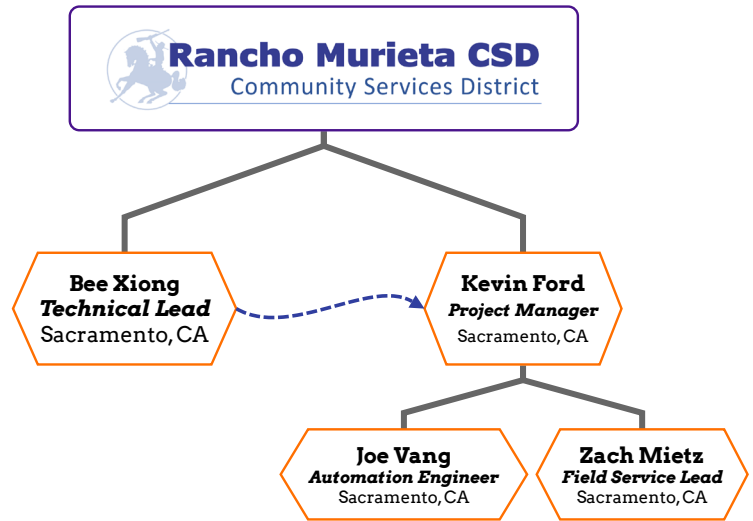 Rancho Murieta CSD
Community Services District
Bee Xiong
Technical Lead
Sacramento, CA
Kevin Ford
Project Manager
Sacramento, CA
Joe Vang
Automation Engineer
Sacramento, CA
Zach Mietz
Field Service Lead
Sacramento, CA